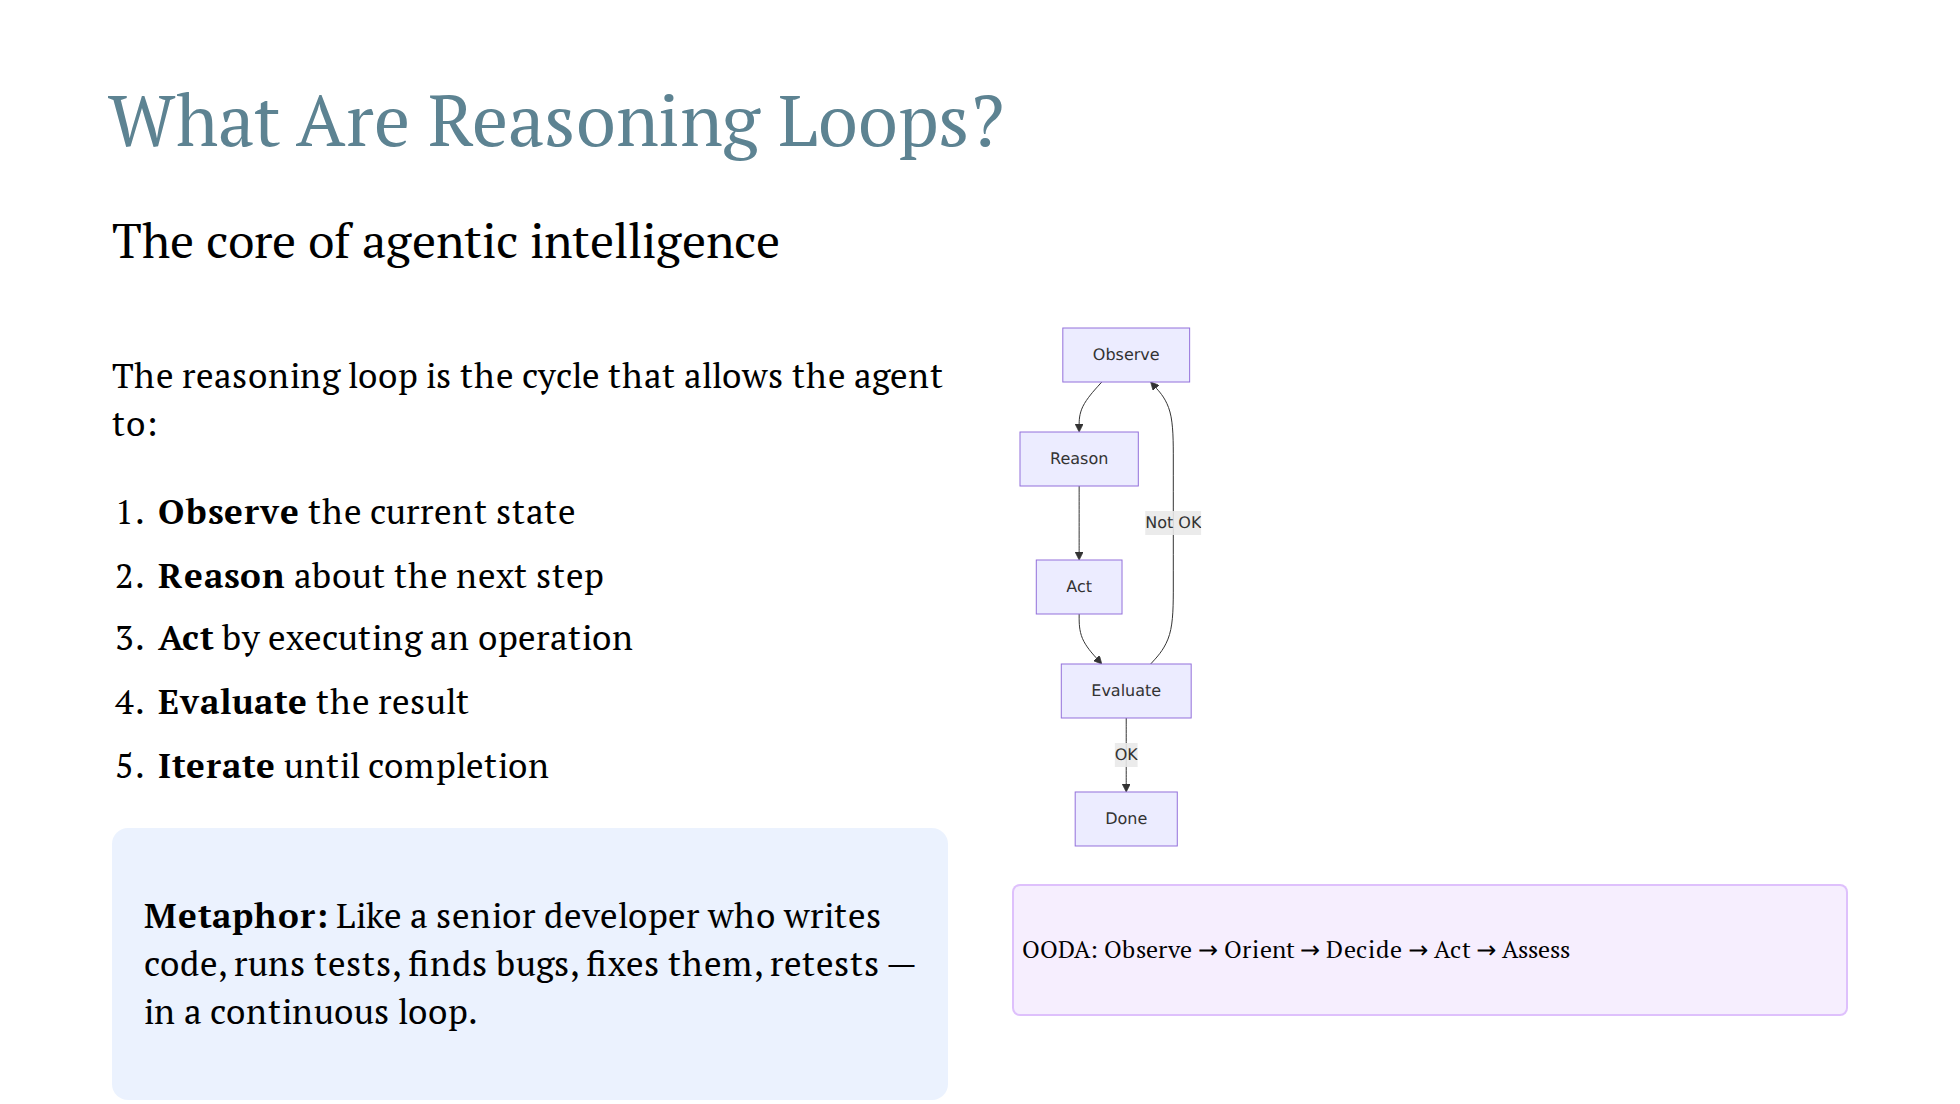 What Are Reasoning Loops?
The core of agentic intelligence
The reasoning loop is the cycle that allows the agent
to:
1. Observe the current state
2. Reason about the next step
3. Act by executing an operation
4. Evaluate the result
5. Iterate until completion
Metaphor: Like a senior developer who writes
code, runs tests, finds bugs, fixes them, retests —
in a continuous loop.
Observe
Reason
Not OK
Act
Evaluate
OK
Done
OODA: Observe → Orient → Decide → Act → Assess